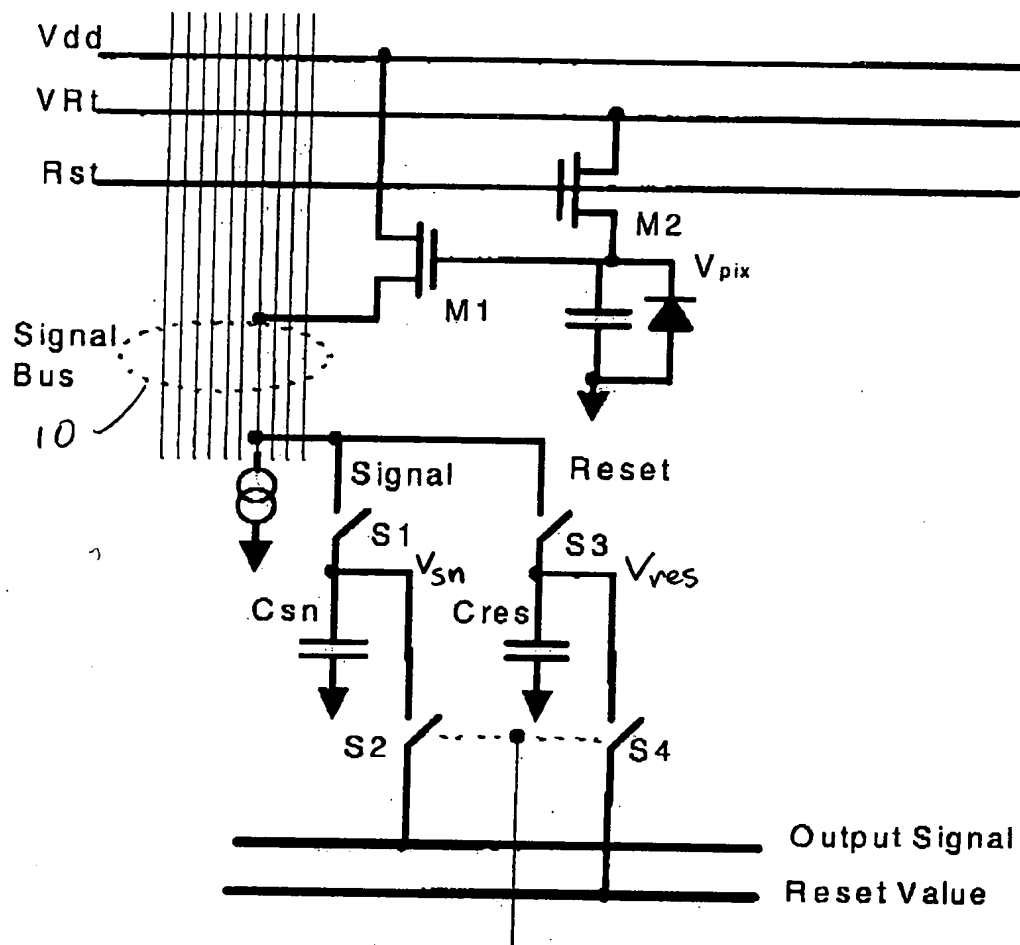 Vdd
VRt
Rst
M2
Vpix
M1
Signal
Bus
10
Signal
Reset
S1
S3
Vsn
Vres
Csn
Cres
S2
S4
Output Signal
Reset Value